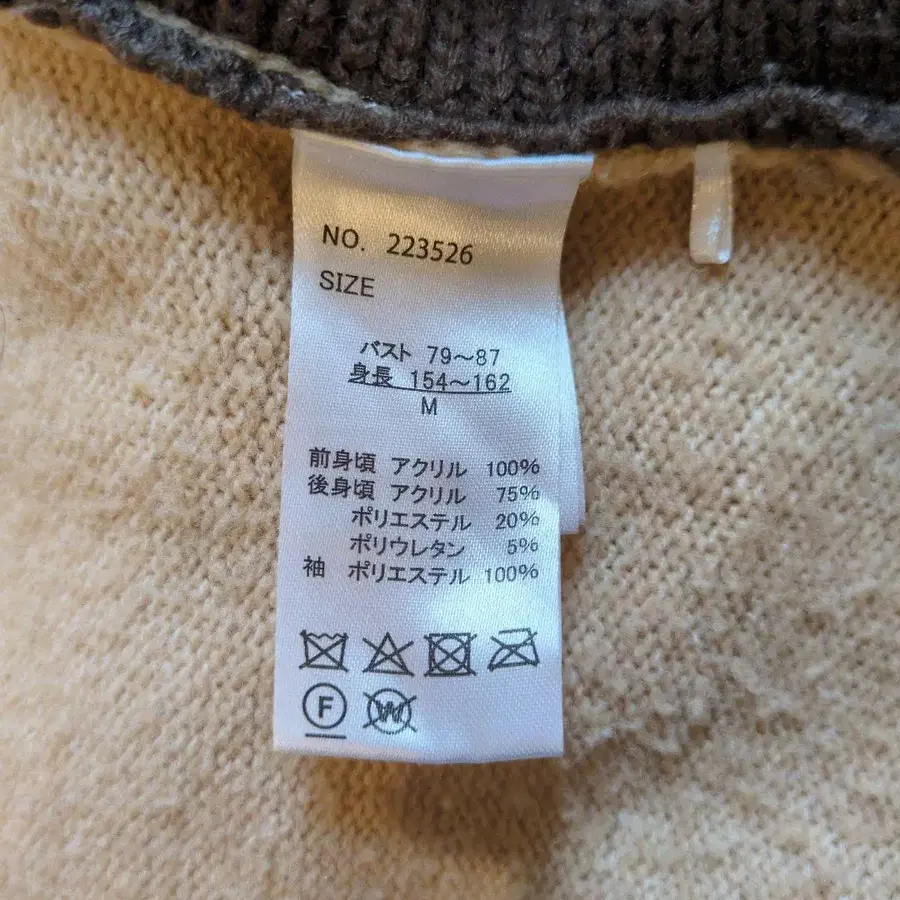 NO. 223526
SIZE
バスト 79～87
身長 154～162
M
前身頃 アクリル 100%
後身頃 アクリル 75%
ポリエステル 20%
ポリウレタン 5%
袖 ポリエステル 100%
F W